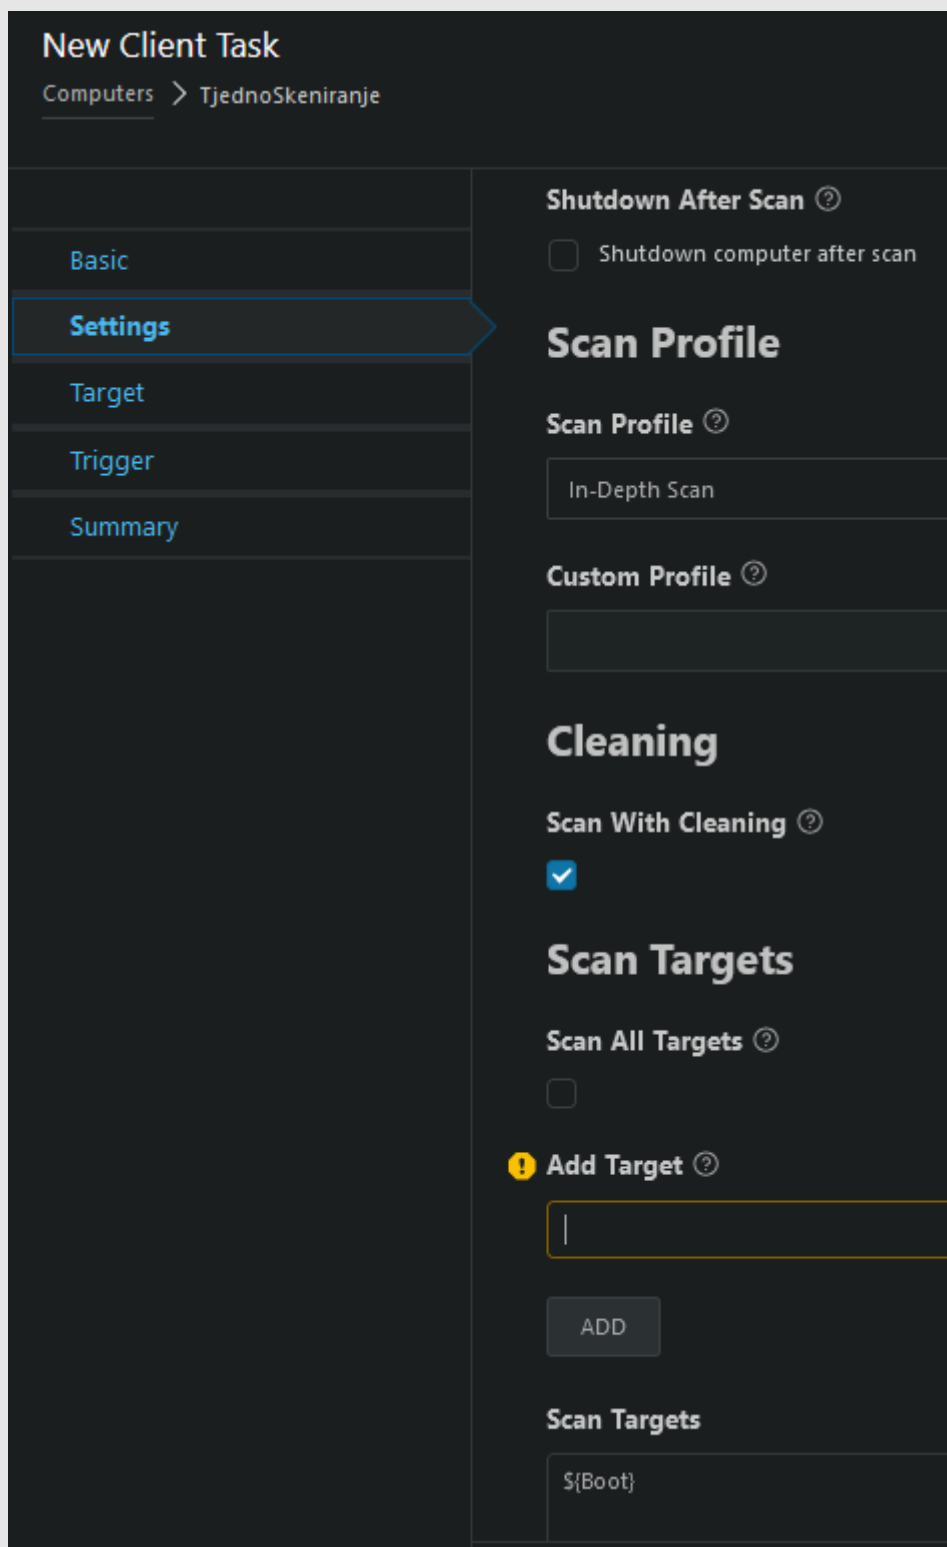 New Client Task
Computers > TjednoSkeniranje
Basic
Settings
Target
Trigger
Summary
Shutdown After Scan
Shutdown computer after scan
Scan Profile
Scan Profile
In-Depth Scan
Custom Profile
Cleaning
Scan With Cleaning
Scan Targets
Scan All Targets
Add Target
ADD
Scan Targets
${Boot}